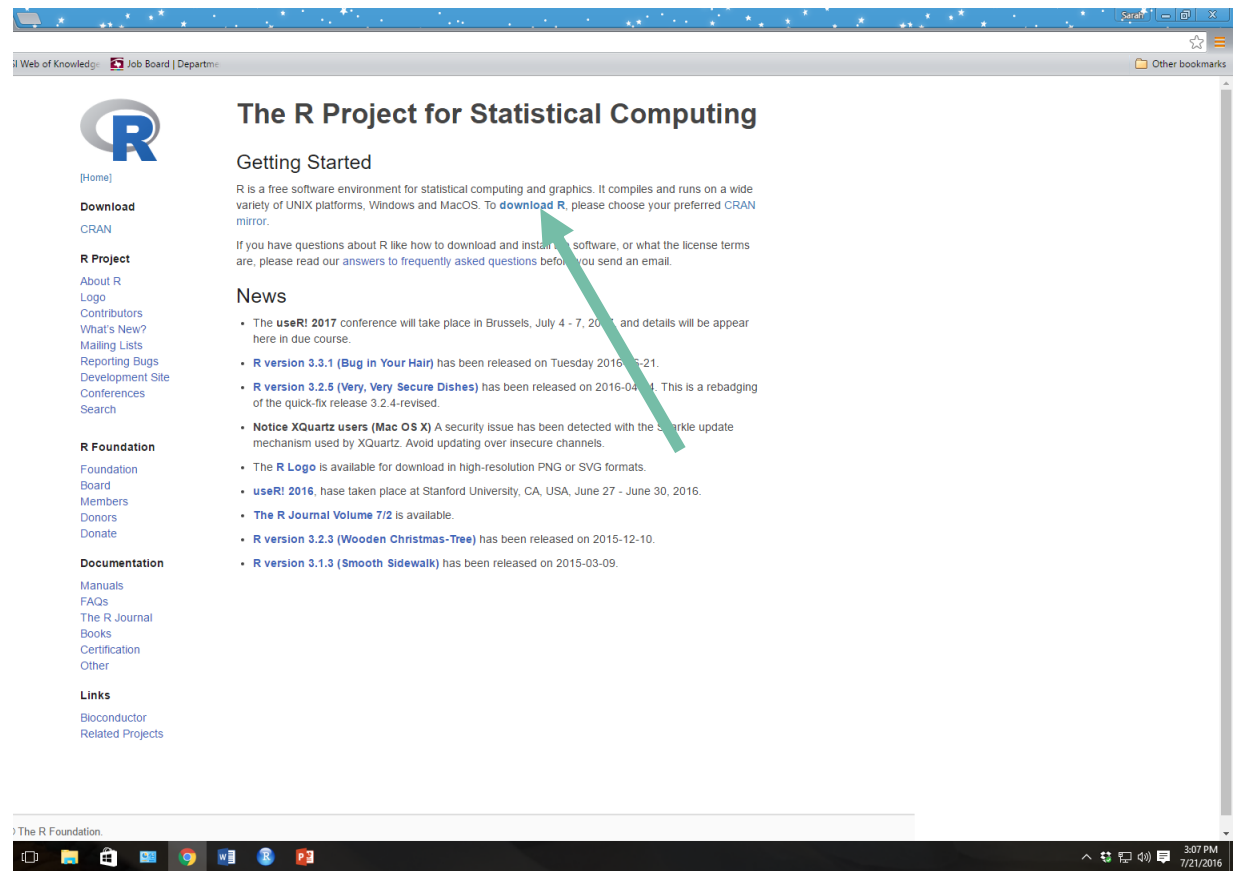 Sarah
SI Web of Knowledge
Job Board | Departme
Other bookmarks
R
[Home]
Download
CRAN
R Project
About R
Logo
Contributors
What's New?
Mailing Lists
Reporting Bugs
Development Site
Conferences
Search
R Foundation
Foundation
Board
Members
Donors
Donate
Documentation
Manuals
FAQs
The R Journal
Books
Certification
Other
Links
Bioconductor
Related Projects
The R Project for Statistical Computing
Getting Started
R is a free software environment for statistical computing and graphics. It compiles and runs on a wide
variety of UNIX platforms, Windows and MacOS. To download R, please choose your preferred CRAN
mirror.
If you have questions about R like how to download and install the software, or what the license terms
are, please read our answers to frequently asked questions before you send an email.
News
• The useR! 2017 conference will take place in Brussels, July 4 - 7, and details will be appear
here in due course.
• R version 3.3.1 (Bug in Your Hair) has been released on Tuesday
• R version 3.2.5 (Very, Very Secure Dishes) has been released on This is a rebadging
of the quick-fix release 3.2.4-revised.
• Notice XQuartz users (Mac OS X) A security issue has been detected with the Sparkle update
mechanism used by XQuartz. Avoid updating over insecure channels.
• The R Logo is available for download in high-resolution PNG or SVG formats.
• useR! 2016, hase taken place at Stanford University, CA, USA, June 27 - June 30, 2016.
• The R Journal Volume 7/2 is available.
• R version 3.2.3 (Wooden Christmas-Tree) has been released on 2015-12-10.
• R version 3.1.3 (Smooth Sidewalk) has been released on 2015-03-09.
© The R Foundation.
3:07 PM
7/21/2016